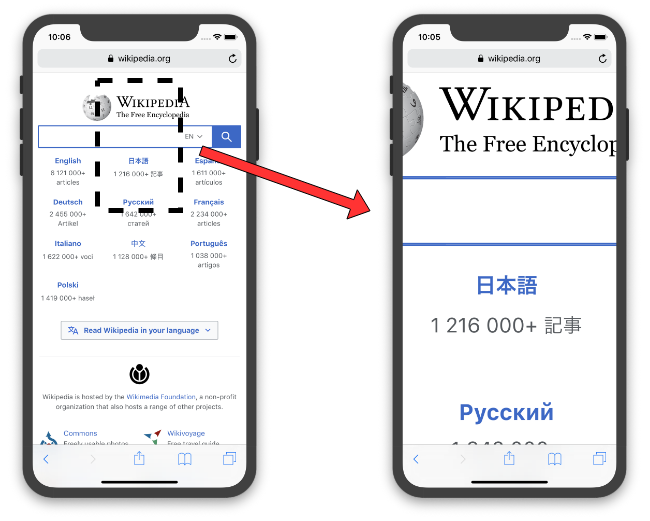 10:06
wikipedia.org
WIKIPEDIA
The Free Encyclopedia
EN
English
6 121 000+
articles
日本語
1 216 000+ 記事
Español
1 611 000+
artículos
Deutsch
2 455 000+
Artikel
Русский
1 642 000+
статей
Français
2 234 000+
articles
Italiano
1 622 000+ voci
中文
1 128 000+ 條目
Português
1 038 000+
artigos
Polski
1 419 000+ haseł
Read Wikipedia in your language
Wikipedia is hosted by the Wikimedia Foundation, a non-profit
organization that also hosts a range of other projects.
Commons
Freely usable photos
Wikivoyage
Free travel guide
10:05
wikipedia.org
WIKIPED
The Free Encyclop
日本語
1 216 000+ 記事
Русский